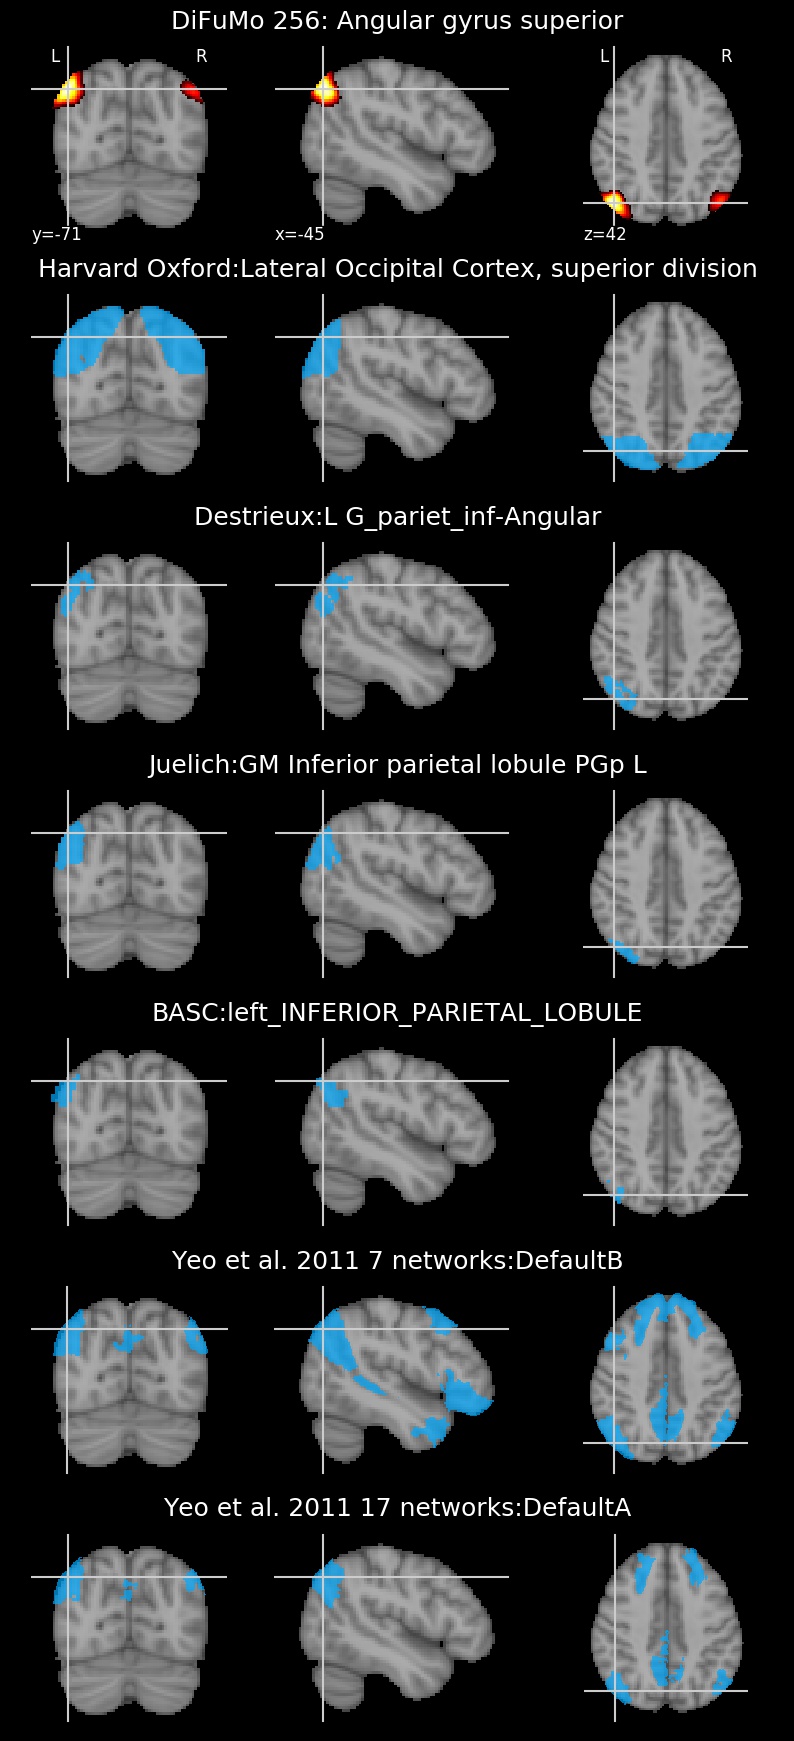 DiFuMo 256: Angular gyrus superior
L R L R
y=-71 x=-45 z=42
Harvard Oxford:Lateral Occipital Cortex, superior division
Destrieux:L G_pariet_inf-Angular
Juelich:GM Inferior parietal lobule PGp L
BASC:left_INFERIOR_PARIETAL_LOBULE
Yeo et al. 2011 7 networks:DefaultB
Yeo et al. 2011 17 networks:DefaultA